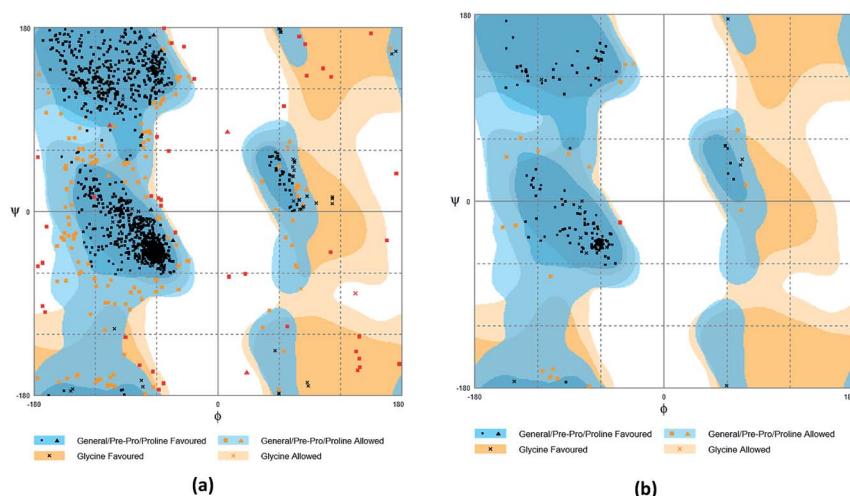 180
ψ
0
-180
-180
0
180
ϕ
General/Pre-Pro/Proline Favoured
General/Pre-Pro/Proline Allowed
Glycine Favoured
Glycine Allowed
(a)
180
ψ
0
-180
-180
0
180
ϕ
General/Pre-Pro/Proline Favoured
General/Pre-Pro/Proline Allowed
Glycine Favoured
Glycine Allowed
(b)